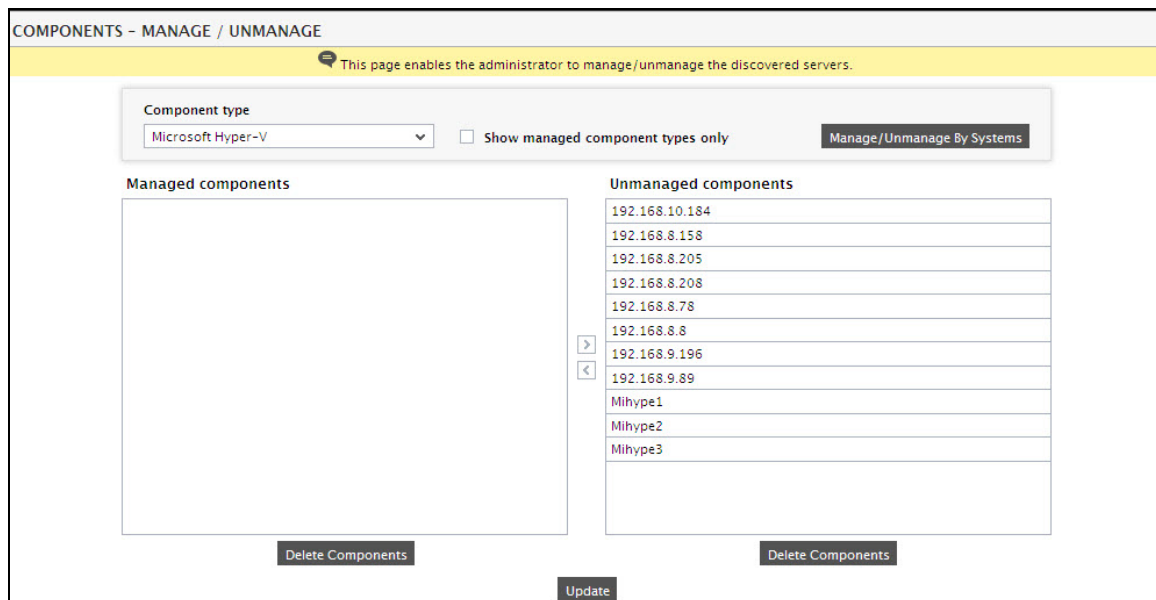 COMPONENTS - MANAGE / UNMANAGE
This page enables the administrator to manage/unmanage the discovered servers.
Component type
Microsoft Hyper-V
Show managed component types only
Manage/Unmanage By Systems
Managed components
Unmanaged components
192.168.10.184
192.168.8.158
192.168.8.205
192.168.8.208
192.168.8.78
192.168.8.8
192.168.9.196
192.168.9.89
Mihype1
Mihype2
Mihype3
>
<
Delete Components
Delete Components
Update